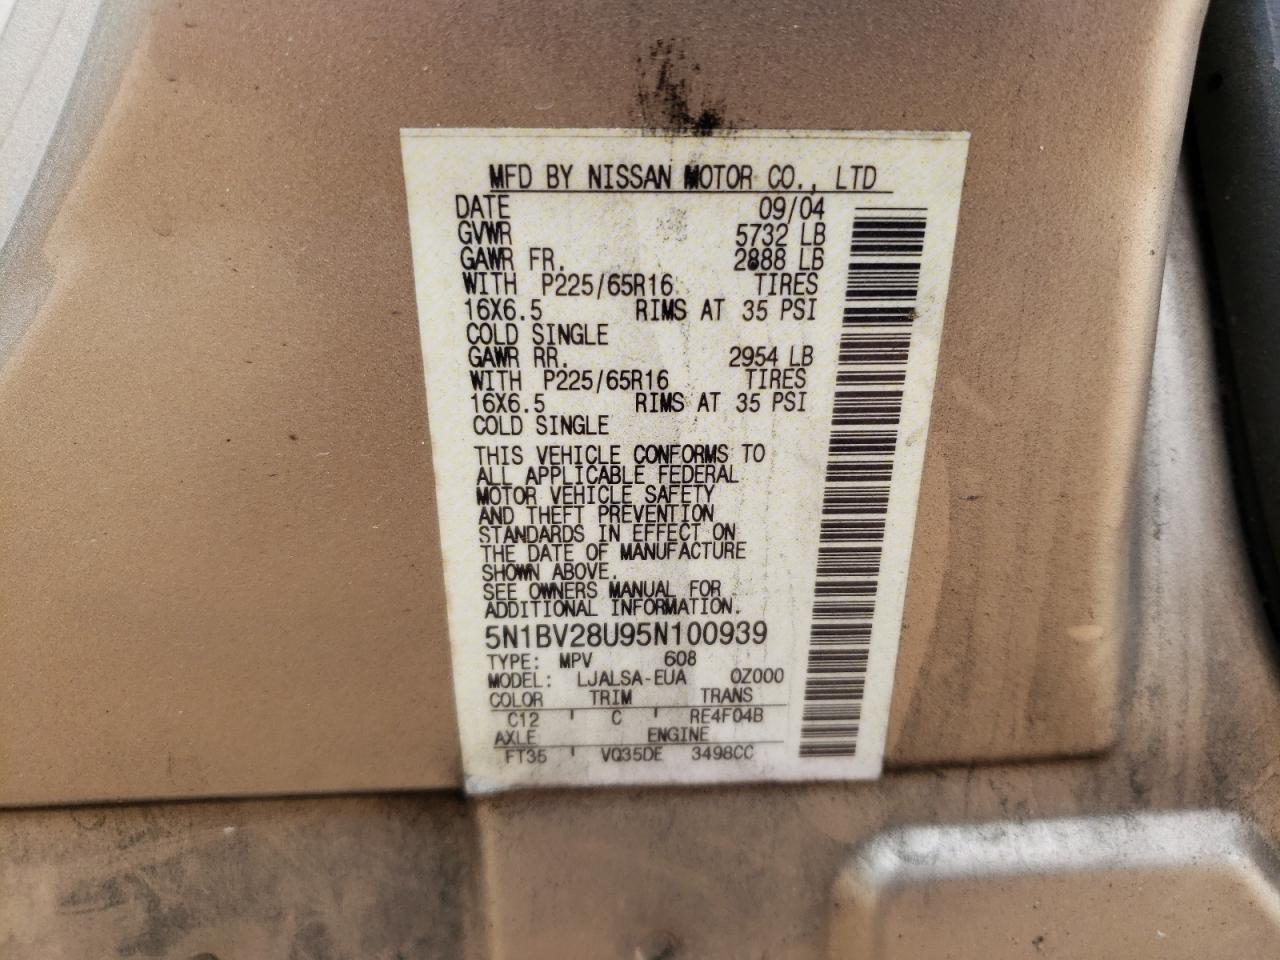 MFD BY NISSAN MOTOR CO., LTD
DATE 09/04
GVWR 5732 LB
GAWR FR. 2888 LB
WITH P225/65R16 TIRES
16X6.5 RIMS AT 35 PSI
COLD SINGLE
GAWR RR. 2954 LB
WITH P225/65R16 TIRES
16X6.5 RIMS AT 35 PSI
COLD SINGLE
THIS VEHICLE CONFORMS TO
ALL APPLICABLE FEDERAL
MOTOR VEHICLE SAFETY
AND THEFT PREVENTION
STANDARDS IN EFFECT ON
THE DATE OF MANUFACTURE
SHOWN ABOVE.
SEE OWNERS MANUAL FOR
ADDITIONAL INFORMATION.
5N1BV28U95N100939
TYPE: MPV 608
MODEL: LJALSA-EUA 0Z000
COLOR TRIM TRANS
C12 ' C ' RE4F04B
AXLE ENGINE
FT35 ' VQ35DE 3498CC